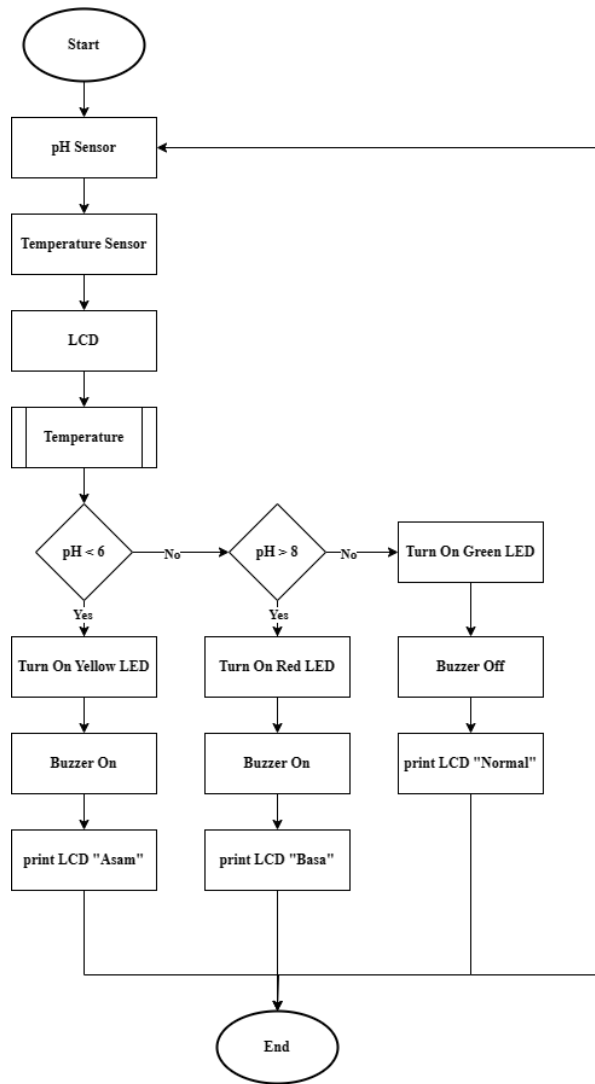 Start
pH Sensor
Temperature Sensor
LCD
Temperature
pH < 6
No
pH > 8
No
Turn On Green LED
Yes
Yes
Turn On Yellow LED
Turn On Red LED
Buzzer Off
Buzzer On
Buzzer On
print LCD "Normal"
print LCD "Asam"
print LCD "Basa"
End